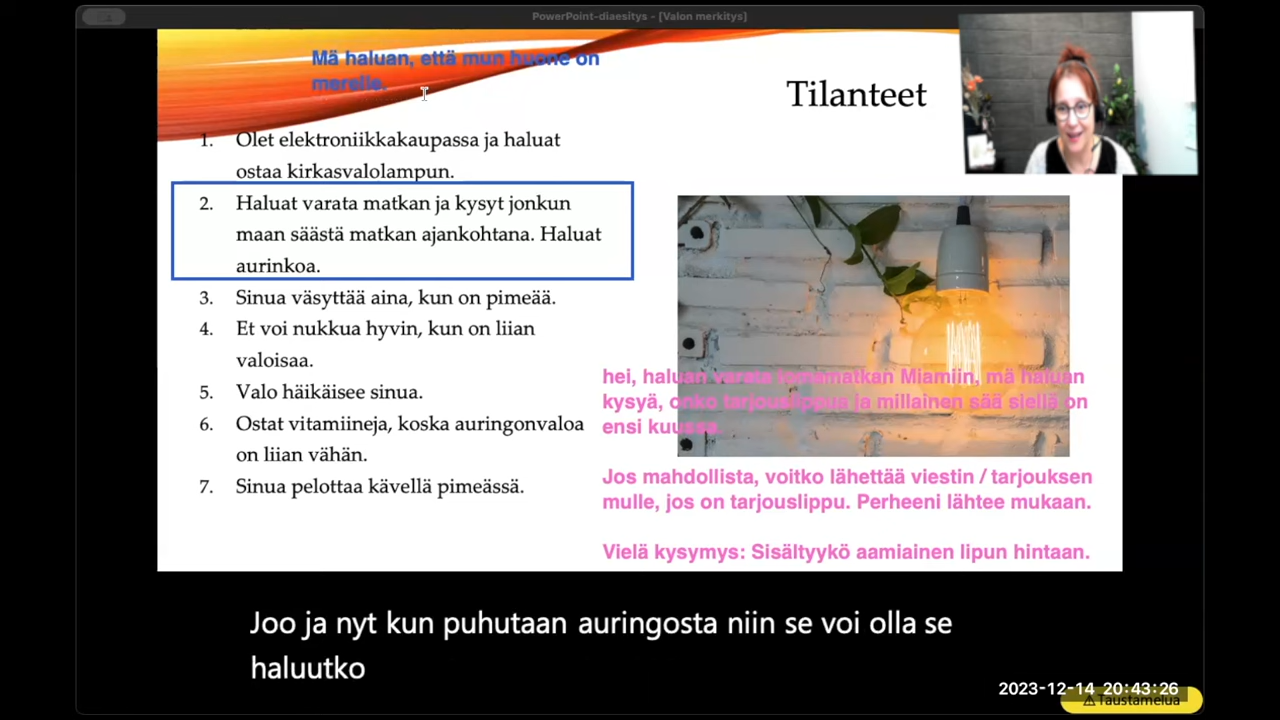 PowerPoint-diaesitys - [Valon merkitys]
Mä haluan, että mun huone on
merelle.
Tilanteet
1. Olet elektroniikkakaupassa ja haluat
ostaa kirkasvalolampun.
2. Haluat varata matkan ja kysyt jonkun
maan säästä matkan ajankohtana. Haluat
aurinkoa.
3. Sinua väsyttää aina, kun on pimeää.
4. Et voi nukkua hyvin, kun on liian
valoisaa.
5. Valo häikäisee sinua.
6. Ostat vitamiineja, koska auringonvaloa
on liian vähän.
7. Sinua pelottaa kävellä pimeässä.
hei, haluan varata lomamatkan Miamiin, mä haluan
kysyä, onko tarjouslippua ja millainen sää siellä on
ensi kuussa.
Jos mahdollista, voitko lähettää viestin / tarjouksen
mulle, jos on tarjouslippu. Perheeni lähtee mukaan.
Vielä kysymys: Sisältyykö aamiainen lipun hintaan.
Joo ja nyt kun puhutaan auringosta niin se voi olla se
haluutko
2023-12-14 20:43:26
Taustamelua